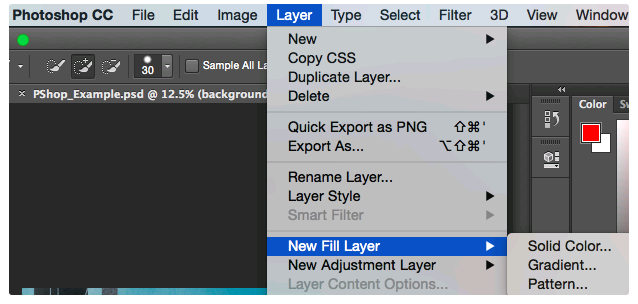 Photoshop CC File Edit Image Layer Type Select Filter 3D View Window
30 Sample All La
× PShop_Example.psd @ 12.5% (background
New
Copy CSS
Duplicate Layer...
Delete
Quick Export as PNG ⇧⌘'
Export As... ⌥⇧⌘'
Rename Layer...
Layer Style
Smart Filter
New Fill Layer
New Adjustment Layer
Layer Content Options...
Color Sw
Solid Color...
Gradient...
Pattern...